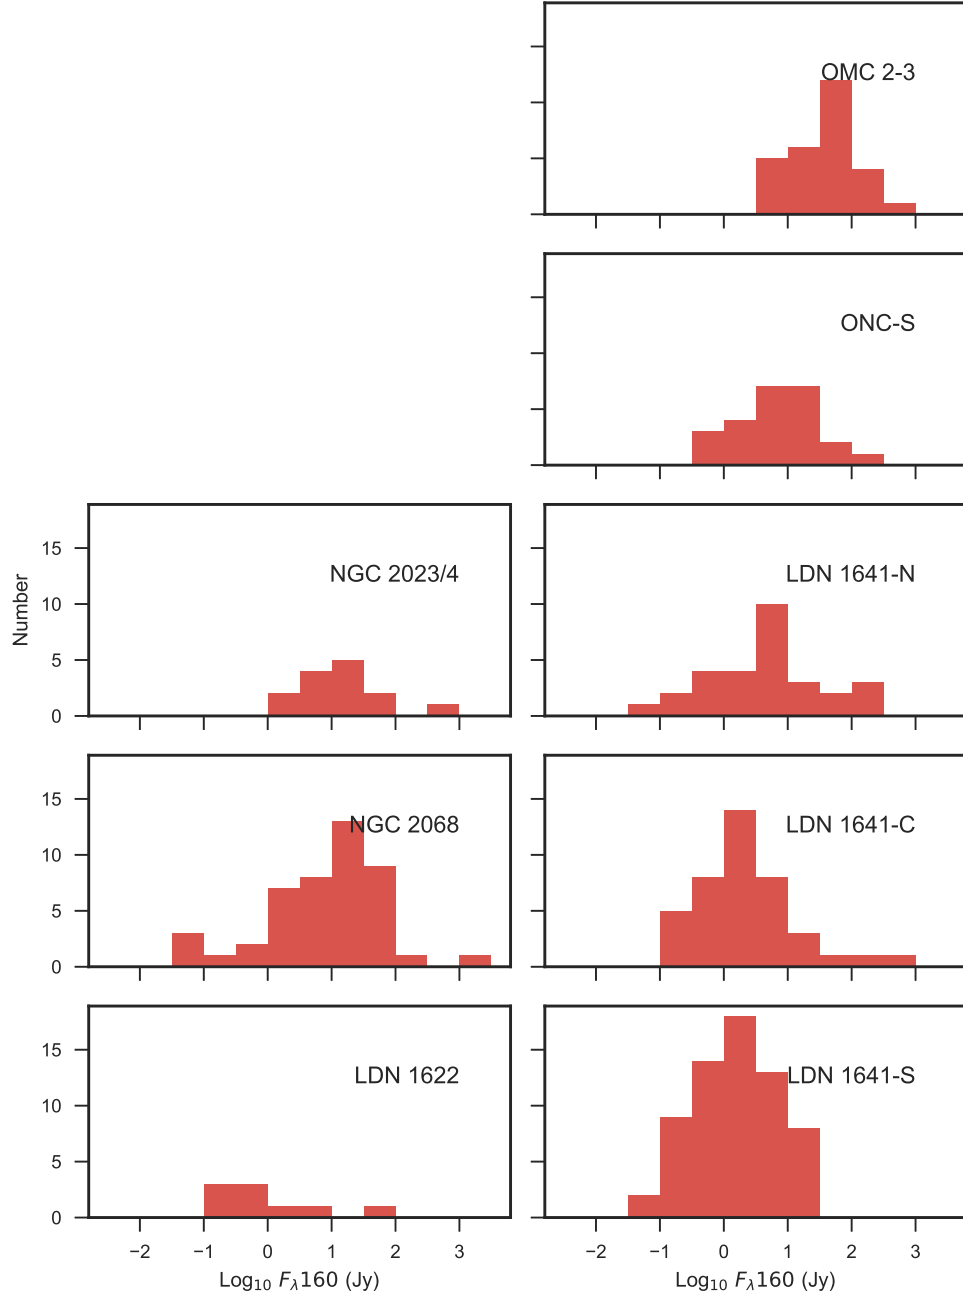 OMC 2-3
ONC-S
NGC 2023/4
LDN 1641-N
15
10
5
0
Number
NGC 2068
LDN 1641-C
15
10
5
0
LDN 1622
LDN 1641-S
15
10
5
0
−2 −1 0 1 2 3
−2 −1 0 1 2 3
Log₁₀ F_λ160 (Jy)
Log₁₀ F_λ160 (Jy)